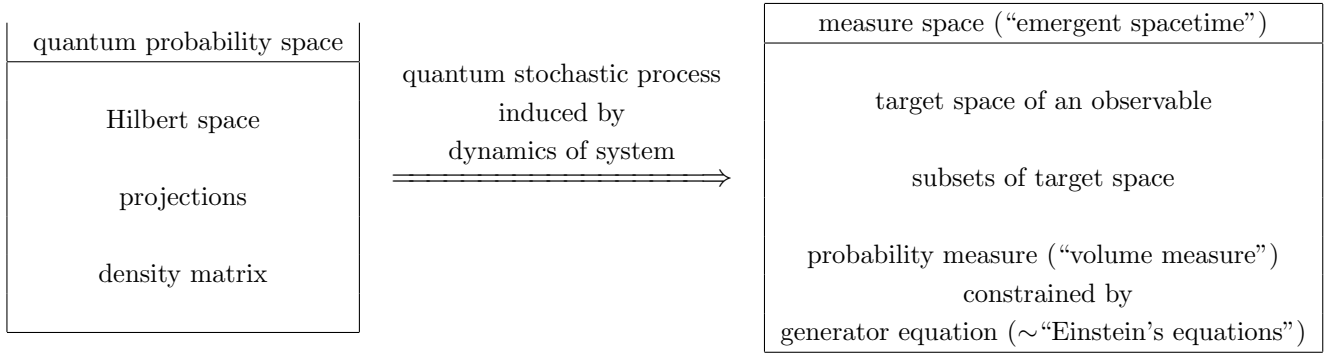 quantum probability space
Hilbert space
projections
density matrix
quantum stochastic process
induced by
dynamics of system
measure space (“emergent spacetime”)
target space of an observable
subsets of target space
probability measure (“volume measure”)
constrained by
generator equation (∼“Einstein’s equations”)